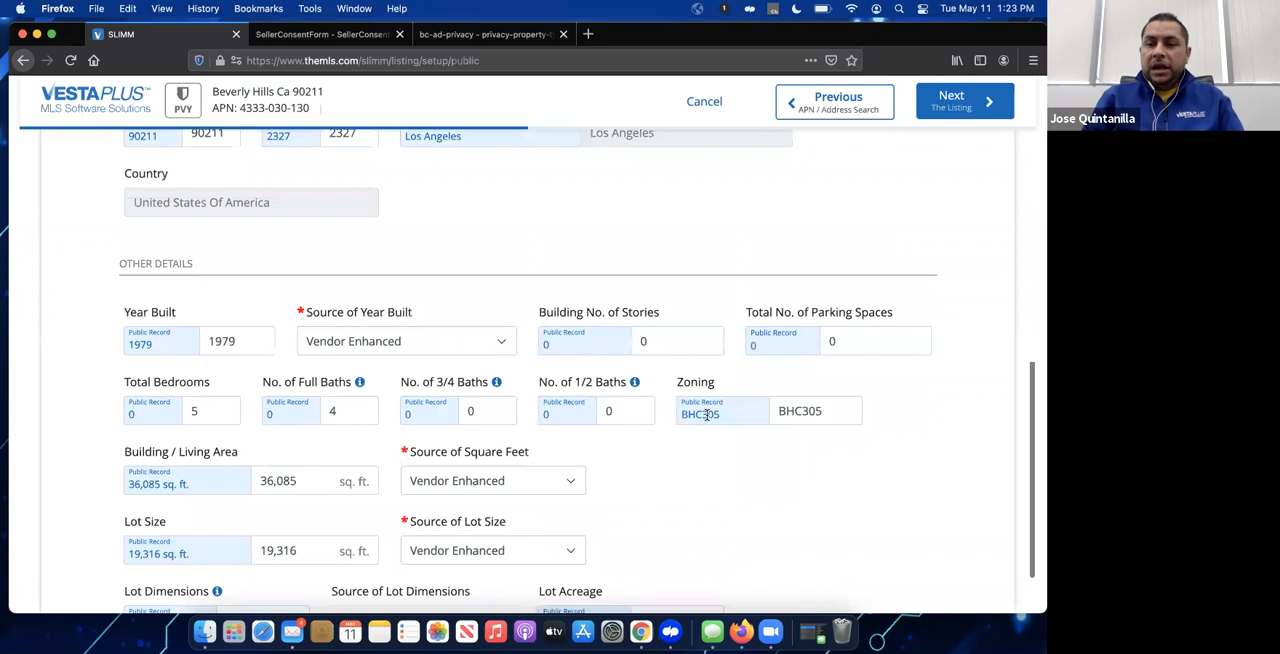 Firefox File Edit View History Bookmarks Tools Window Help
1
Tue May 11 1:23 PM
SLIMM
SellerConsentForm - SellerConsent
bc-ad-privacy - privacy-property-t
https://www.themls.com/slimm/listing/setup/public
VESTAPLUS
MLS Software Solutions
PVY
Beverly Hills Ca 90211
APN: 4333-030-130
Cancel
Previous
APN / Address Search
Next
The Listing
Jose Quintanilla
VESTAPLUS
90211 90211 2327 2327 Los Angeles Los Angeles
Country
United States Of America
OTHER DETAILS
Year Built * Source of Year Built Building No. of Stories Total No. of Parking Spaces
Public Record Public Record Public Record
1979 1979 Vendor Enhanced 0 0 0 0
Total Bedrooms No. of Full Baths No. of 3/4 Baths No. of 1/2 Baths Zoning
Public Record Public Record Public Record Public Record Public Record
0 5 0 4 0 0 0 0 BHC305 BHC305
Building / Living Area * Source of Square Feet
Public Record
36,085 sq. ft. 36,085 sq. ft. Vendor Enhanced
Lot Size * Source of Lot Size
Public Record
19,316 sq. ft. 19,316 sq. ft. Vendor Enhanced
Lot Dimensions Source of Lot Dimensions Lot Acreage
Public Record Public Record
MAY
11
tv